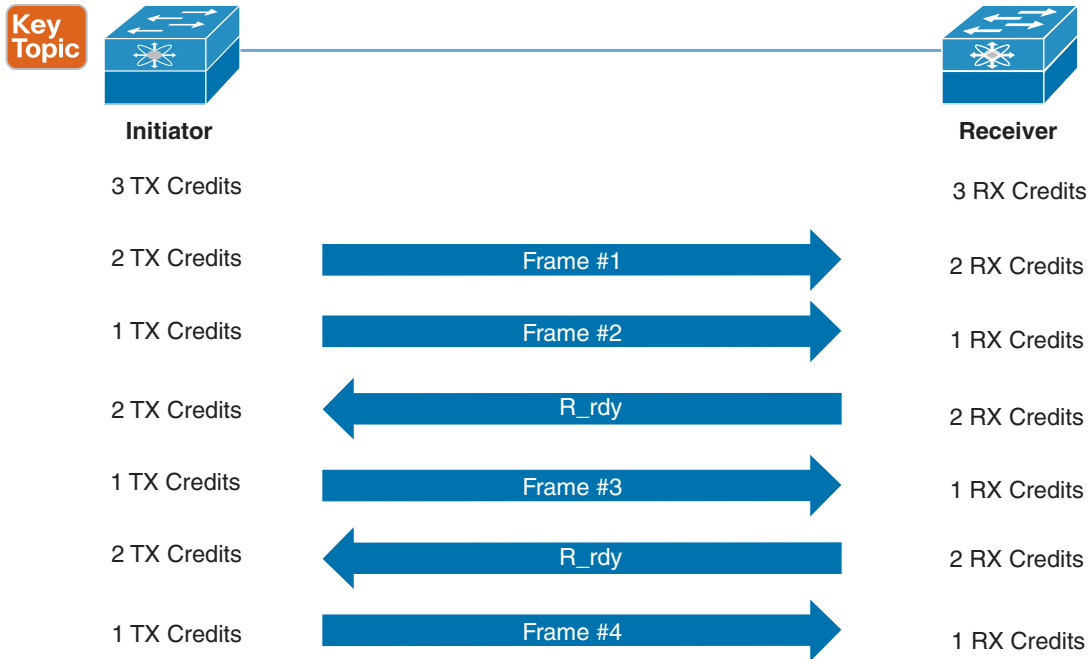 Key
Topic
Initiator
Receiver
3 TX Credits
3 RX Credits
2 TX Credits
Frame #1
2 RX Credits
1 TX Credits
Frame #2
1 RX Credits
2 TX Credits
R_rdy
2 RX Credits
1 TX Credits
Frame #3
1 RX Credits
2 TX Credits
R_rdy
2 RX Credits
1 TX Credits
Frame #4
1 RX Credits